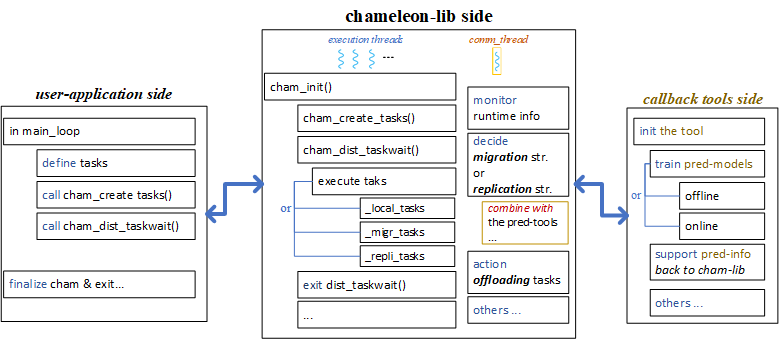 chameleon-lib side
user-application side
in main_loop
define tasks
call cham_create tasks()
call cham_dist_taskwait()
finalize cham & exit...
execution threads
...
cham_init()
cham_create_tasks()
cham_dist_taskwait()
execute taks
or
_local_tasks
_migr_tasks
_repli_tasks
exit dist_taskwait()
...
comm_thread
monitor
runtime info
decide
migration str.
or
replication str.
combine with
the pred-tools
...
action
offloading tasks
others ...
callback tools side
init the tool
train pred-models
or
offline
online
support pred-info
back to cham-lib
others ...